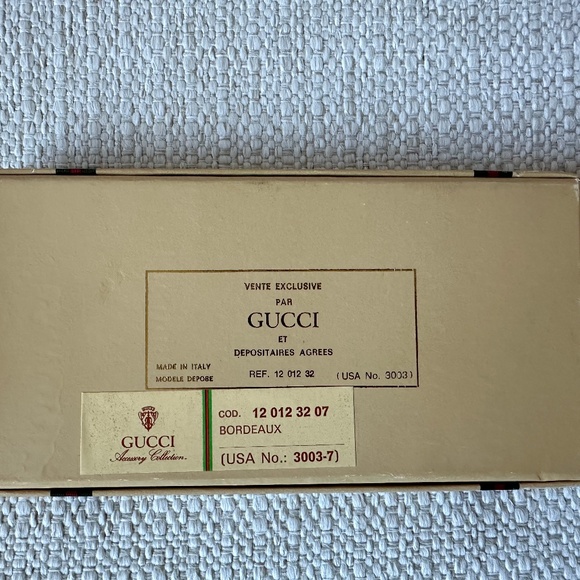 VENTE EXCLUSIVE
PAR
GUCCI
ET
DEPOSITAIRES AGREES
MADE IN ITALY
MODELE DEPOSE
REF. 12 012 32
(USA No. 3003)
GUCCI
Accessory Collection
COD. 12 012 32 07
BORDEAUX
(USA No.: 3003-7)